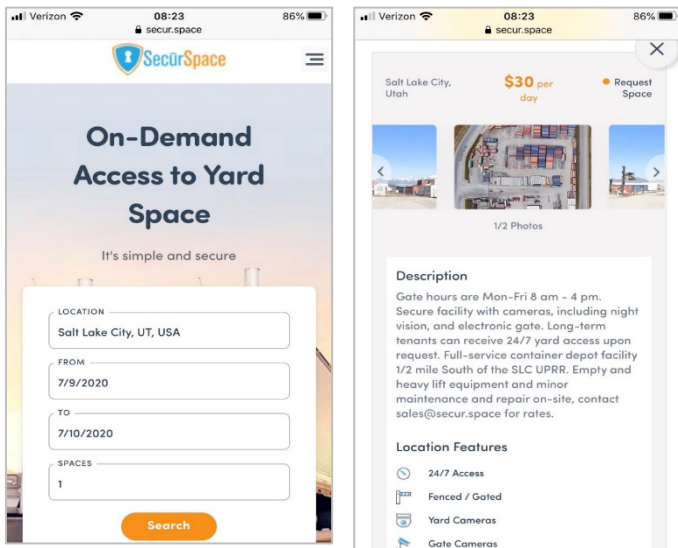 Verizon 08:23 86%
secur.space
SecūrSpace
On-Demand
Access to Yard
Space
It's simple and secure
LOCATION
Salt Lake City, UT, USA
FROM
7/9/2020
TO
7/10/2020
SPACES
1
Search
Verizon 08:23 86%
secur.space
Salt Lake City,
Utah
$30 per
day
Request
Space
1/2 Photos
Description
Gate hours are Mon-Fri 8 am - 4 pm.
Secure facility with cameras, including night
vision, and electronic gate. Long-term
tenants can receive 24/7 yard access upon
request. Full-service container depot facility
1/2 mile South of the SLC UPRR. Empty and
heavy lift equipment and minor
maintenance and repair on-site, contact
sales@secur.space for rates.
Location Features
24/7 Access
Fenced / Gated
Yard Cameras
Gate Cameras